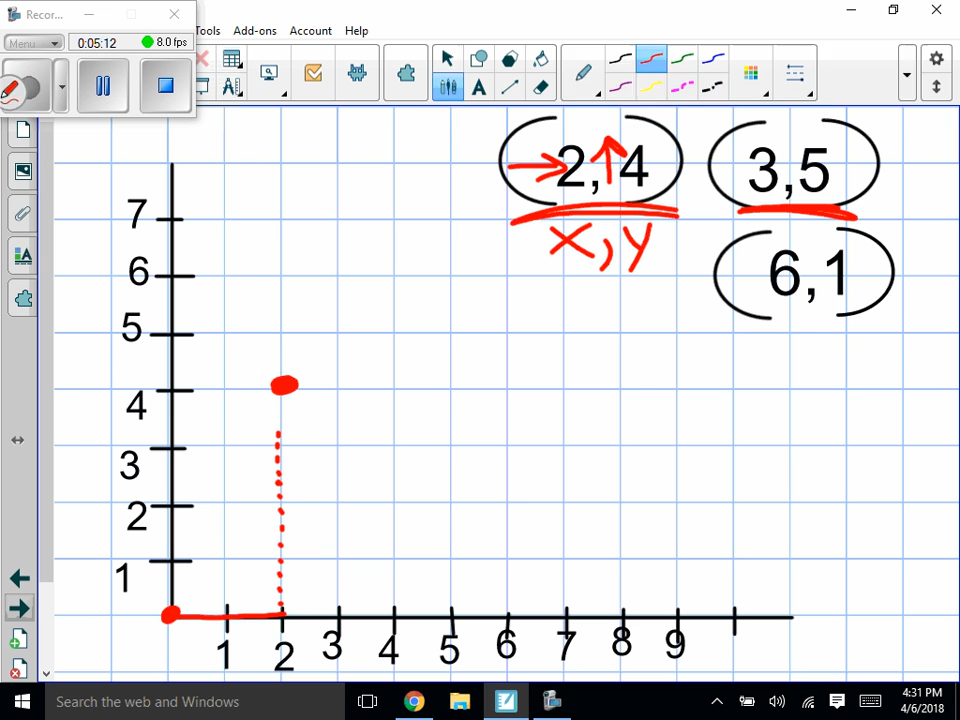 Recor...
Menu
0:05:12
8.0 fps
Tools Add-ons Account Help
A
A
(2,4) (3,5)
x,y
(6,1)
7
6
5
4
3
2
1
1 2 3 4 5 6 7 8 9
Search the web and Windows
4:31 PM
4/6/2018